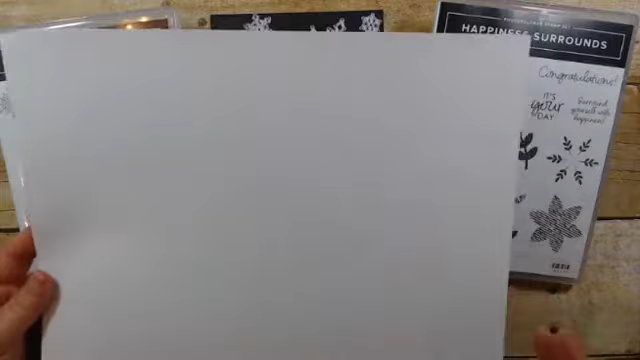 HAPPINESS SURROUNDS
Congratulations!
IT'S
your
DAY
Surround
yourself with
happiness!